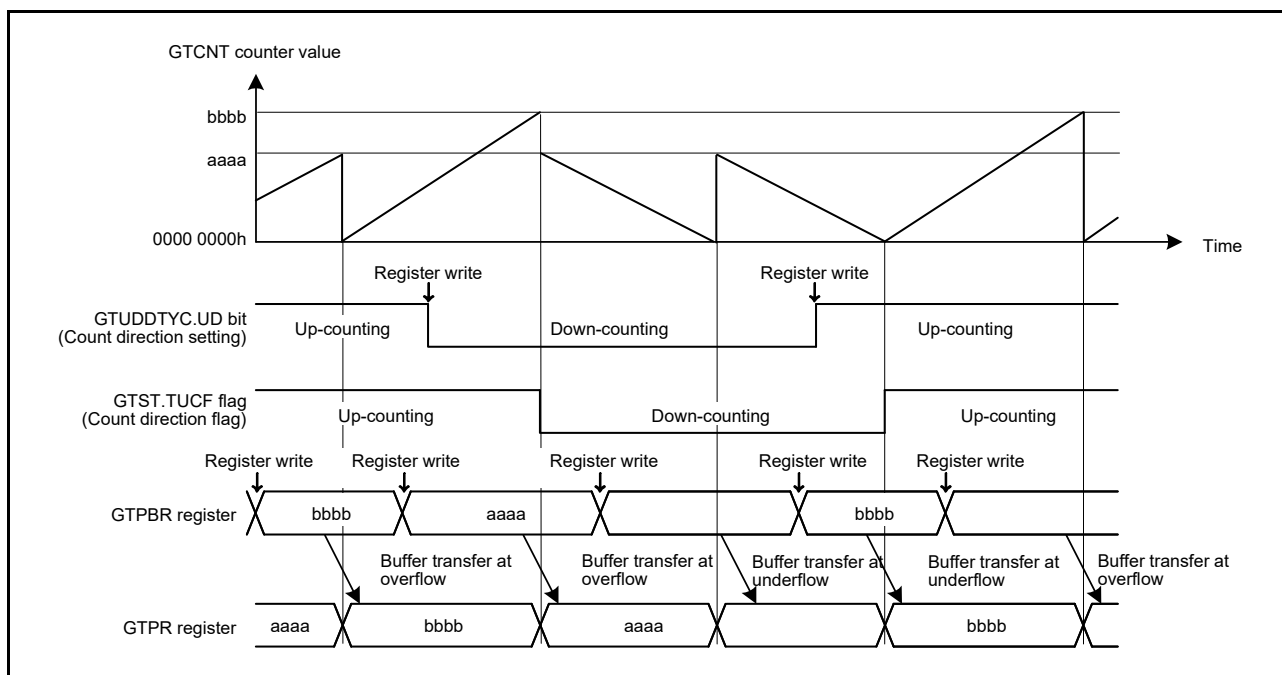 GTCNT counter value
bbbb
aaaa
0000 0000h
Time
Register write
Register write
GTUDDTYC.UD bit
(Count direction setting)
Up-counting
Down-counting
Up-counting
GTST.TUCF flag
(Count direction flag)
Up-counting
Down-counting
Up-counting
Register write
Register write
Register write
Register write
Register write
GTPBR register
bbbb
aaaa
bbbb
Buffer transfer at
overflow
Buffer transfer at
overflow
Buffer transfer at
underflow
Buffer transfer at
underflow
Buffer transfer at
overflow
GTPR register
aaaa
bbbb
aaaa
bbbb